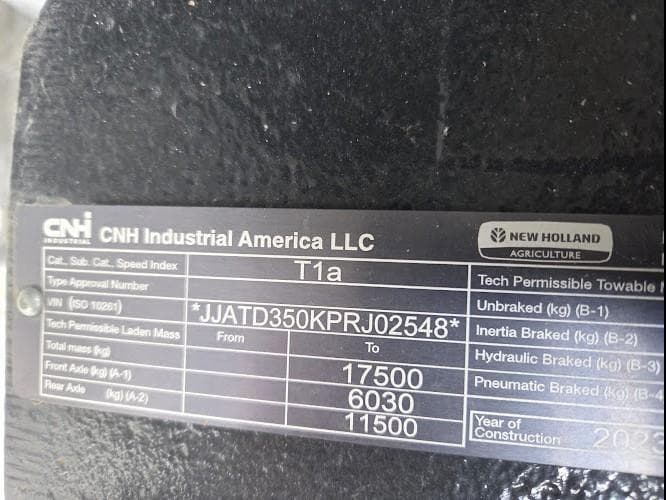 CNH INDUSTRIAL CNH Industrial America LLC
NEW HOLLAND
AGRICULTURE
Cat. Sub. Cat. Speed Index T1a
Type Approval Number
VIN (ISO 10261) *JJATD350KPRJ02548*
Tech Permissible Laden Mass From To
Total mass (kg) 17500
Front Axle (kg) (A-1) 6030
Rear Axle (kg) (A-2) 11500
Tech Permissible Towable
Unbraked (kg) (B-1)
Inertia Braked (kg) (B-2)
Hydraulic Braked (kg) (B-3)
Pneumatic Braked (kg) (B-4
Year of
Construction 2023